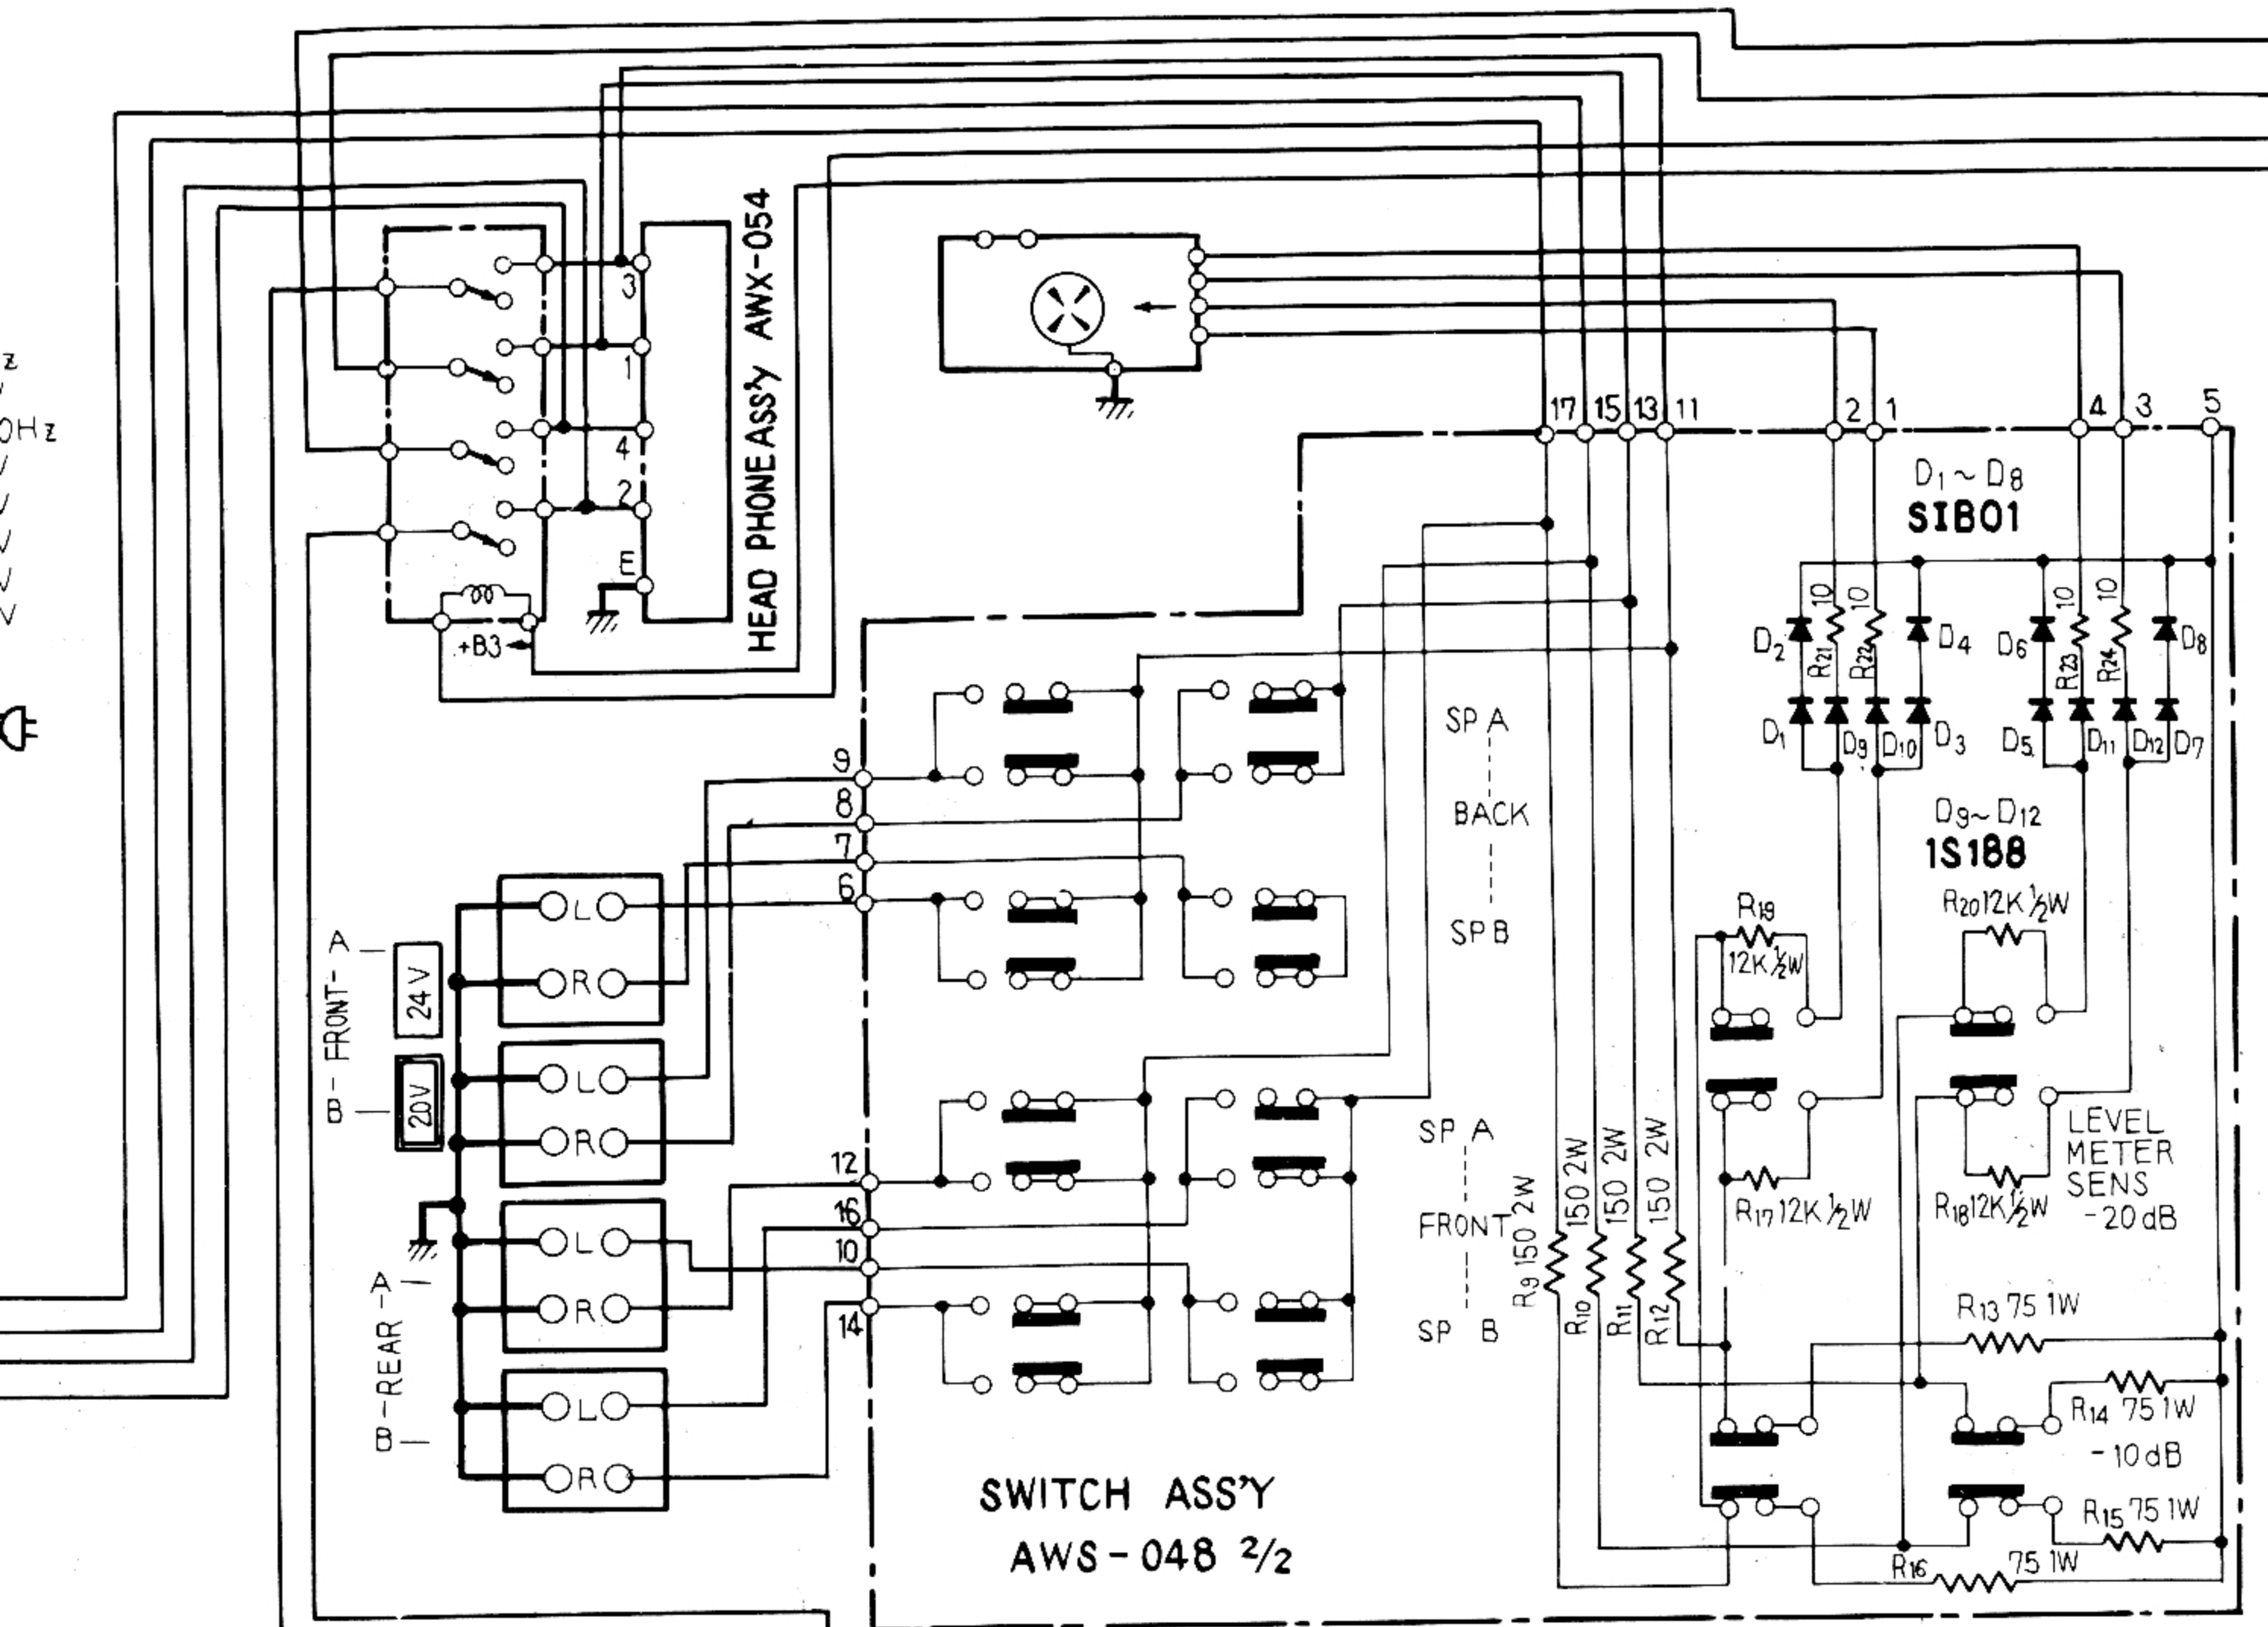 z
0Hz
V
V
V
HEAD PHONE ASS'Y AWX-054
3
1
4
2
E
+B3
17 15 13 11 2 1 4 3 5
D1~D8
SIB01
D2 R21 10 R22 10 D4 D6 R23 10 R24 10 D8
D1 D9 D10 D3 D5 D11 D12 D7
D9~D12
1S188
SP A
BACK
SP B
9
8
7
6
R19
12K ½W
R20 12K ½W
A
FRONT
B
24V
20V
L
R
L
R
L
R
L
R
A
REAR
B
12
16
10
14
SP A
FRONT
SP B
R9 150 2W
R10 150 2W
R11 150 2W
R12 150 2W
R17 12K ½W
R18 12K ½W
LEVEL
METER
SENS
-20dB
R13 75 1W
R14 75 1W
-10dB
R15 75 1W
R16 75 1W
SWITCH ASS'Y
AWS-048 2/2